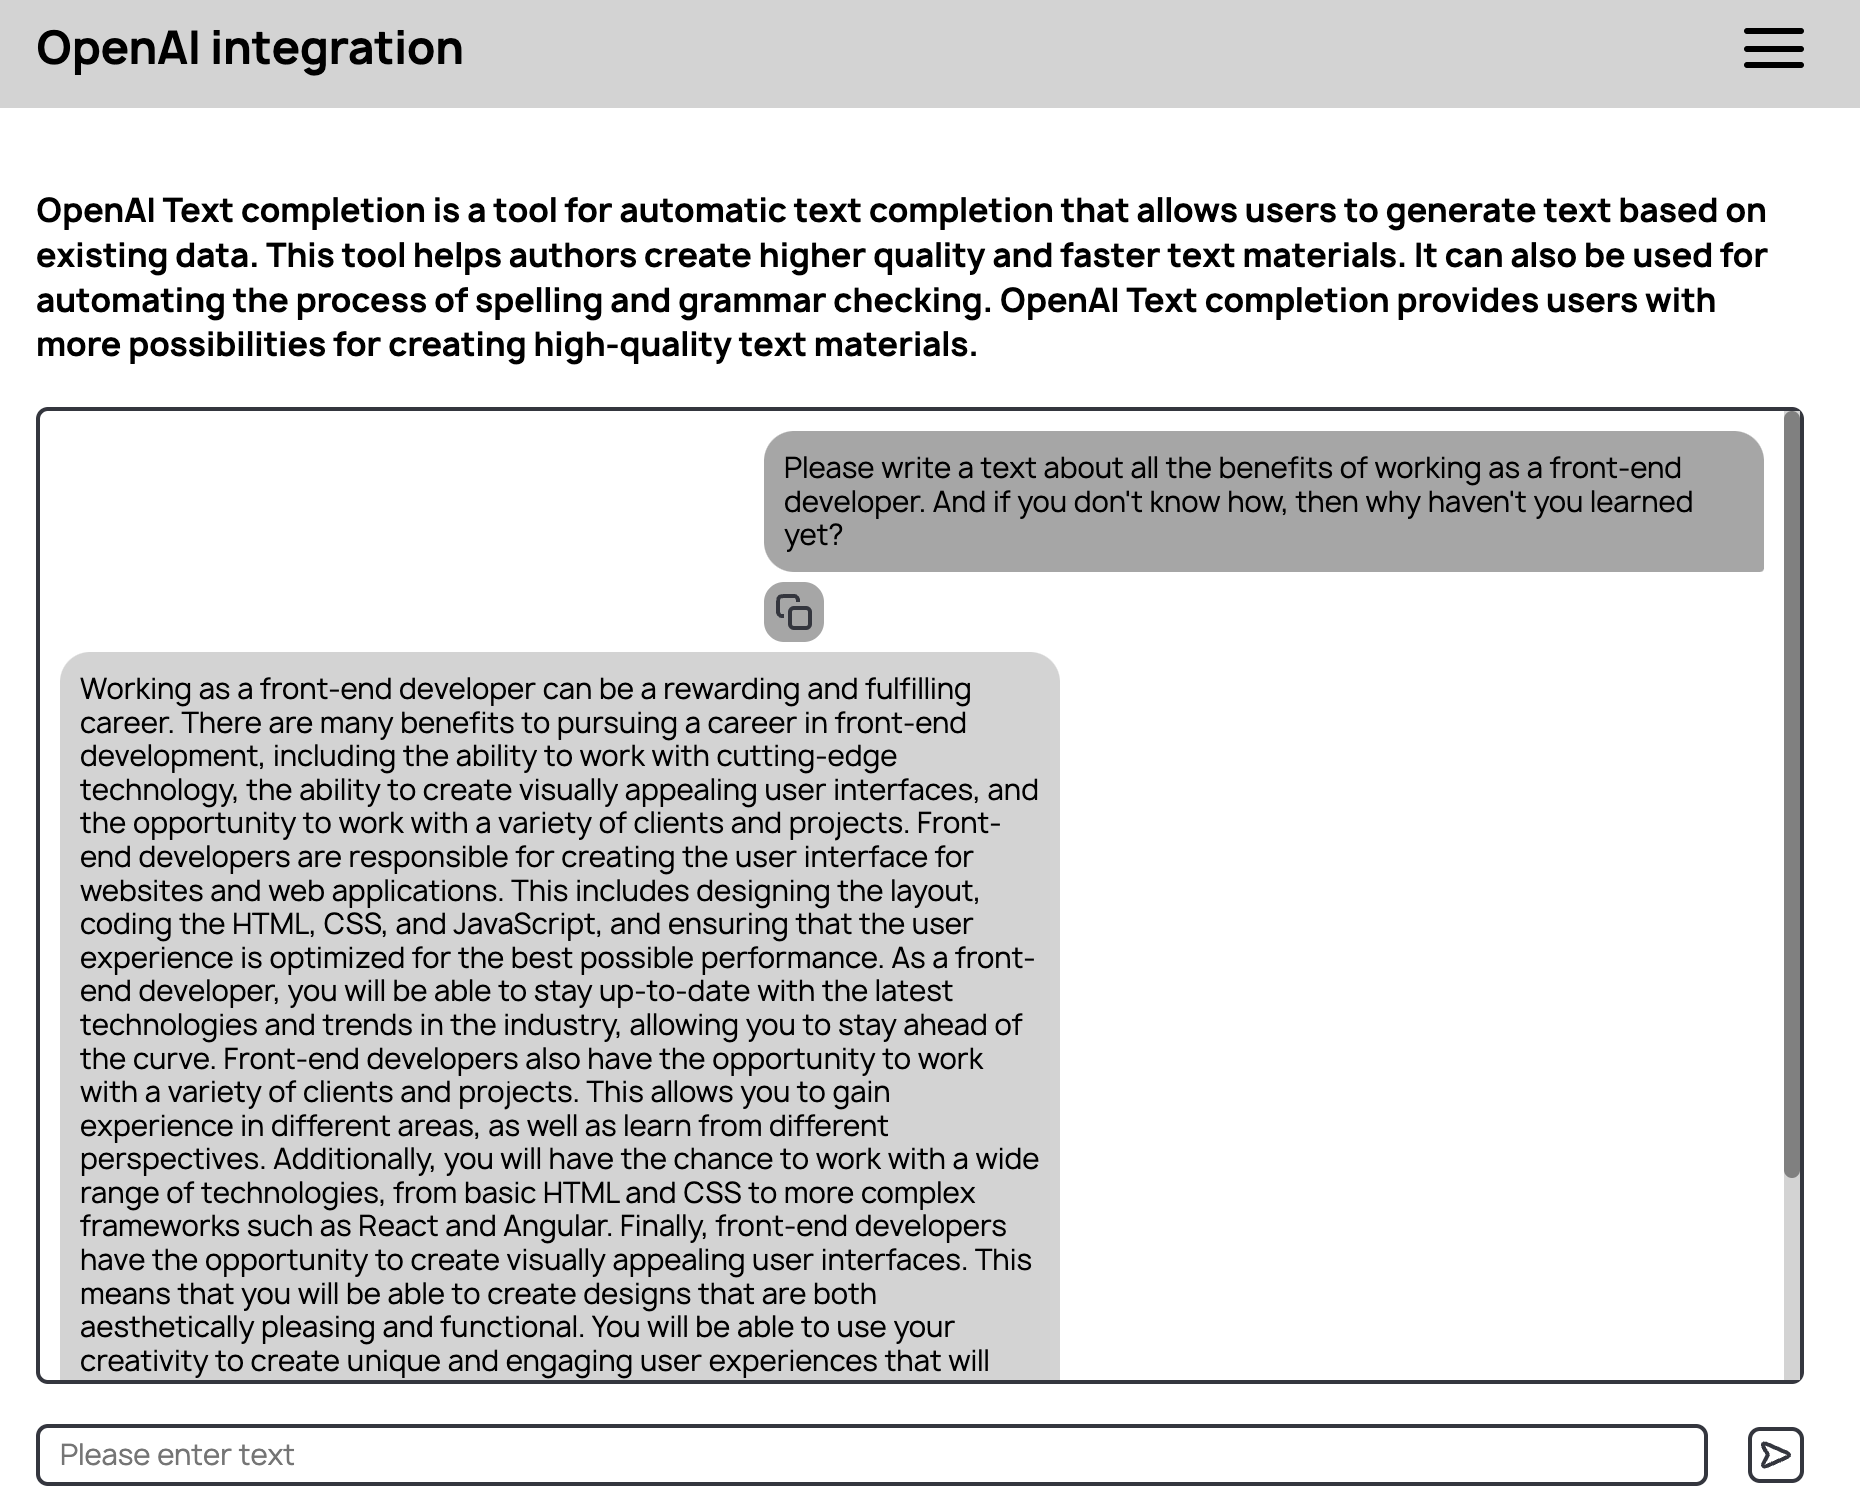 OpenAI integration
OpenAI Text completion is a tool for automatic text completion that allows users to generate text based on
existing data. This tool helps authors create higher quality and faster text materials. It can also be used for
automating the process of spelling and grammar checking. OpenAI Text completion provides users with
more possibilities for creating high-quality text materials.
Please write a text about all the benefits of working as a front-end
developer. And if you don't know how, then why haven't you learned
yet?
Working as a front-end developer can be a rewarding and fulfilling
career. There are many benefits to pursuing a career in front-end
development, including the ability to work with cutting-edge
technology, the ability to create visually appealing user interfaces, and
the opportunity to work with a variety of clients and projects. Front-
end developers are responsible for creating the user interface for
websites and web applications. This includes designing the layout,
coding the HTML, CSS, and JavaScript, and ensuring that the user
experience is optimized for the best possible performance. As a front-
end developer, you will be able to stay up-to-date with the latest
technologies and trends in the industry, allowing you to stay ahead of
the curve. Front-end developers also have the opportunity to work
with a variety of clients and projects. This allows you to gain
experience in different areas, as well as learn from different
perspectives. Additionally, you will have the chance to work with a wide
range of technologies, from basic HTML and CSS to more complex
frameworks such as React and Angular. Finally, front-end developers
have the opportunity to create visually appealing user interfaces. This
means that you will be able to create designs that are both
aesthetically pleasing and functional. You will be able to use your
creativity to create unique and engaging user experiences that will
Please enter text